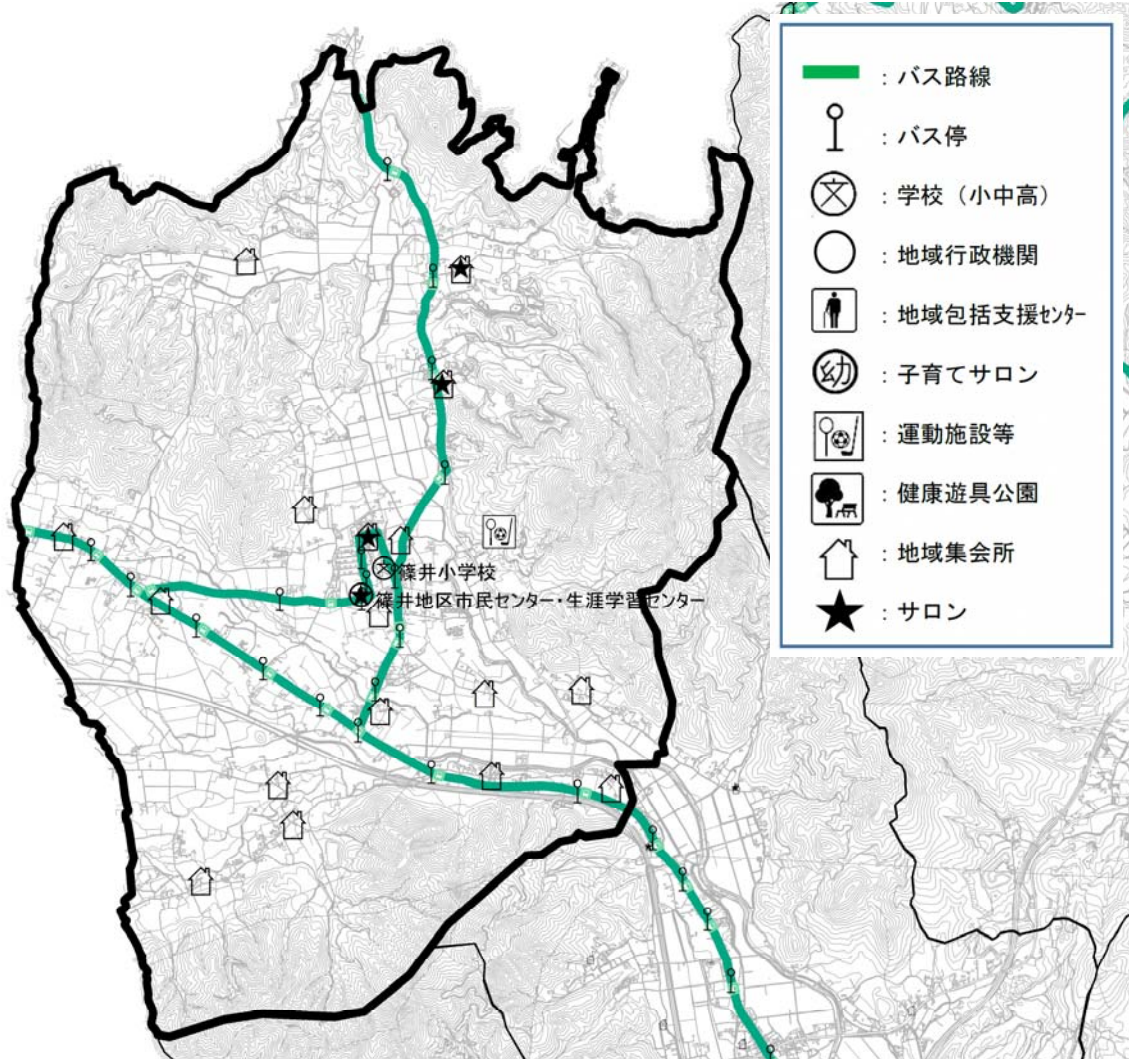 : バス路線
: バス停
文 : 学校（小中高）
: 地域行政機関
: 地域包括支援センター
幼 : 子育てサロン
: 運動施設等
: 健康遊具公園
: 地域集会所
: サロン
文 篠井小学校
篠井地区市民センター・生涯学習センター